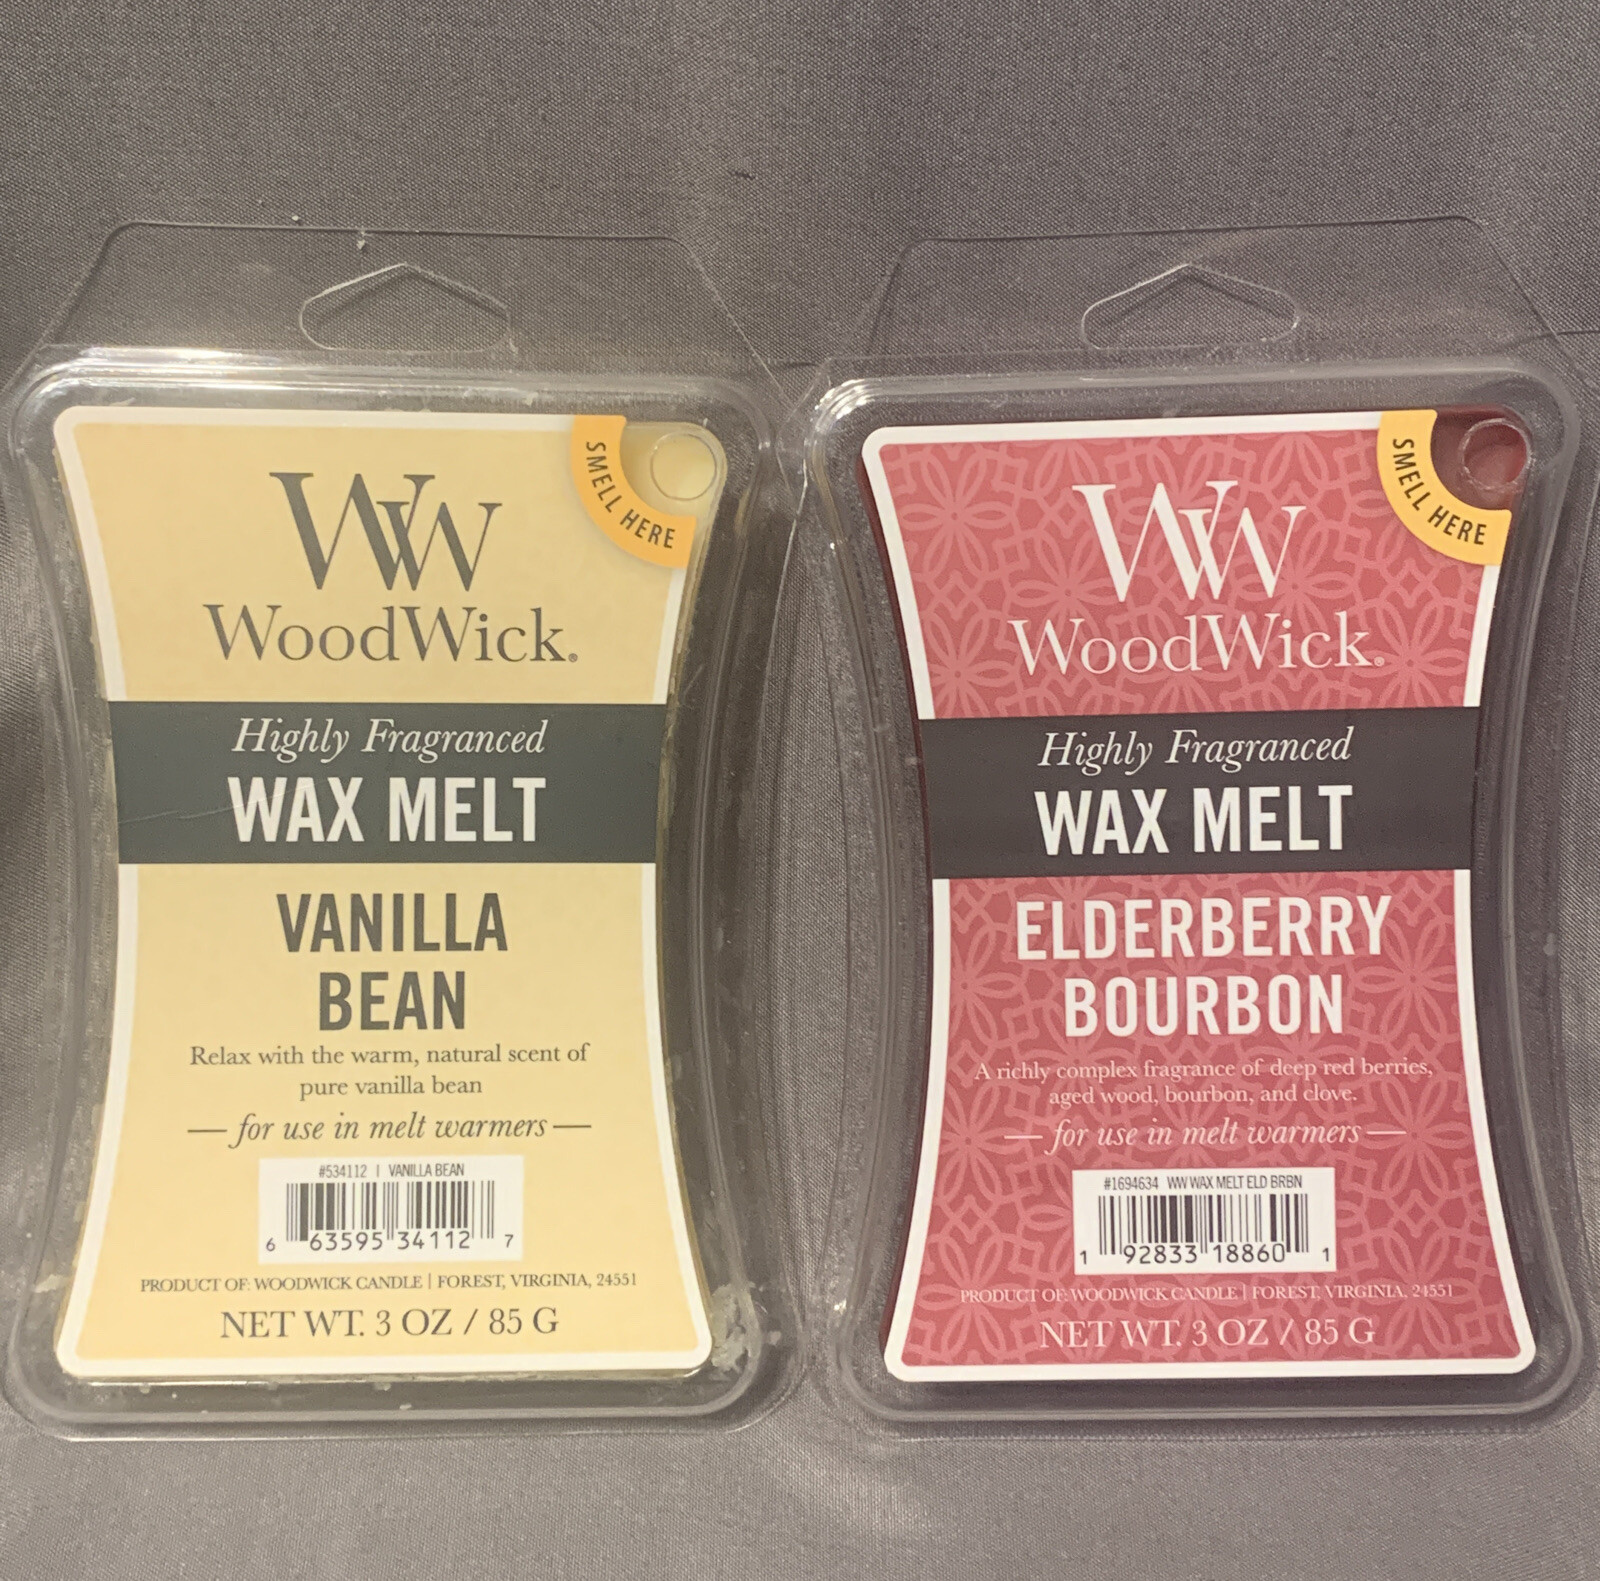 SMELL HERE
WW
WoodWick®
Highly Fragranced
WAX MELT
VANILLA
BEAN
Relax with the warm, natural scent of
pure vanilla bean
— for use in melt warmers —
#534112 | VANILLA BEAN
6 63595 34112 7
PRODUCT OF: WOODWICK CANDLE | FOREST, VIRGINIA, 24551
NET WT. 3 OZ / 85 G
SMELL HERE
WW
WoodWick®
Highly Fragranced
WAX MELT
ELDERBERRY
BOURBON
A richly complex fragrance of deep red berries,
aged wood, bourbon, and clove.
— for use in melt warmers —
#1694634 WW WAX MELT ELD BRBN
1 92833 18860 1
PRODUCT OF: WOODWICK CANDLE | FOREST, VIRGINIA, 24551
NET WT. 3 OZ / 85 G